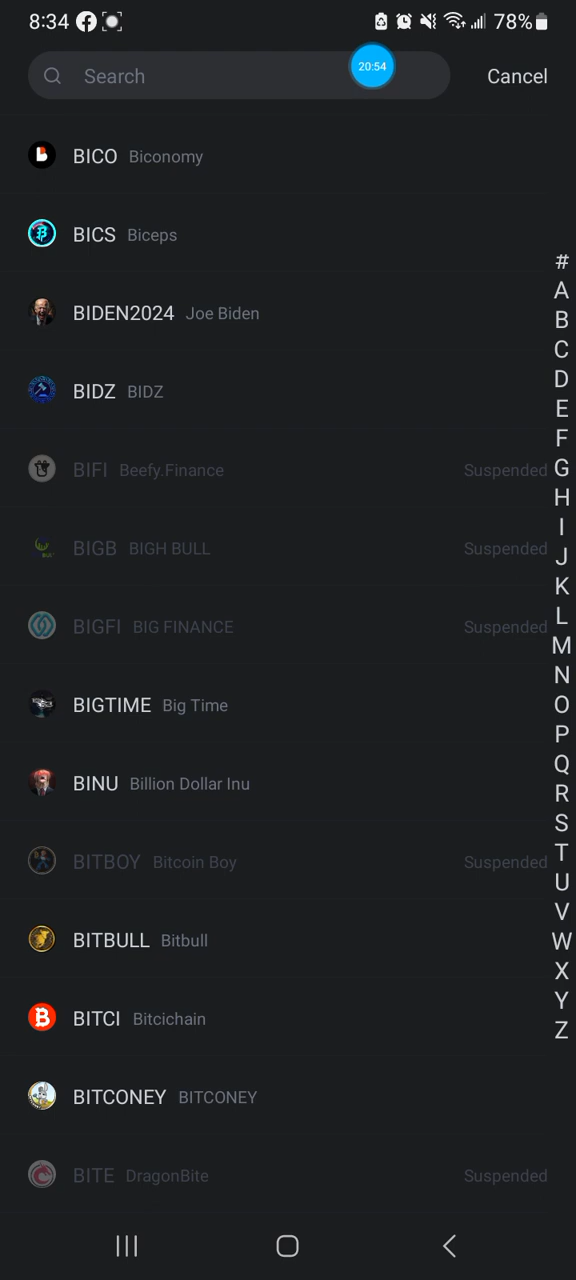 8:34 78%
Search 20:54 Cancel
BICO Biconomy
BICS Biceps
BIDEN2024 Joe Biden
BIDZ BIDZ
BIFI Beefy.Finance Suspended
BIGB BIGH BULL Suspended
BIGFI BIG FINANCE Suspended
BIGTIME Big Time
BINU Billion Dollar Inu
BITBOY Bitcoin Boy Suspended
BITBULL Bitbull
BITCI Bitcichain
BITCONEY BITCONEY
BITE DragonBite Suspended
#
A
B
C
D
E
F
G
H
I
J
K
L
M
N
O
P
Q
R
S
T
U
V
W
X
Y
Z